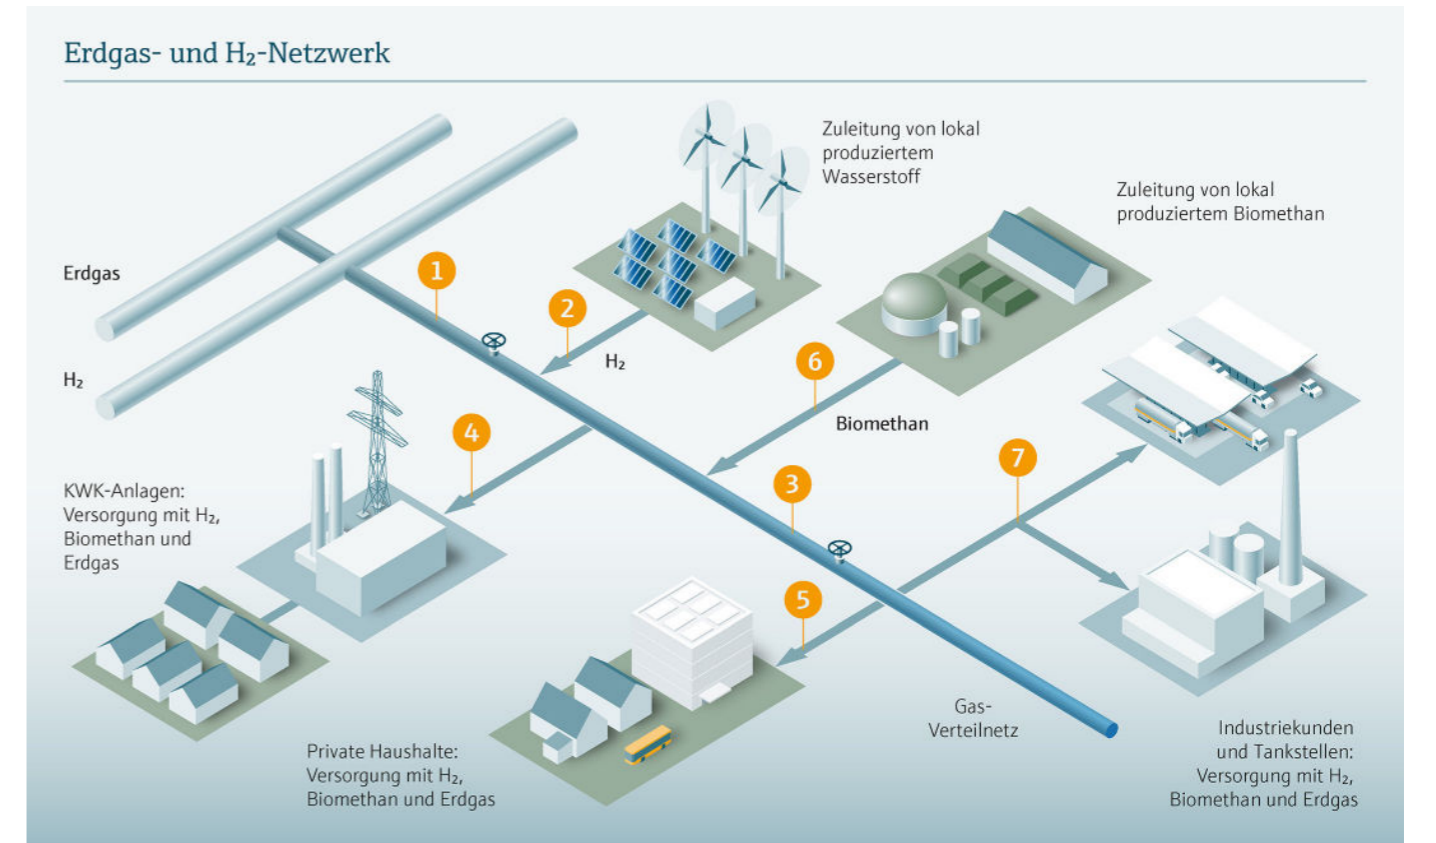 Erdgas- und H₂-Netzwerk
Zuleitung von lokal
produziertem
Wasserstoff
Zuleitung von lokal
produziertem Biomethan
Erdgas
1
2
H₂
H₂
6
Biomethan
4
7
3
KWK-Anlagen:
Versorgung mit H₂,
Biomethan und
Erdgas
5
Gas-
Verteilnetz
Private Haushalte:
Versorgung mit H₂,
Biomethan und Erdgas
Industriekunden
und Tankstellen:
Versorgung mit H₂,
Biomethan und Erdgas